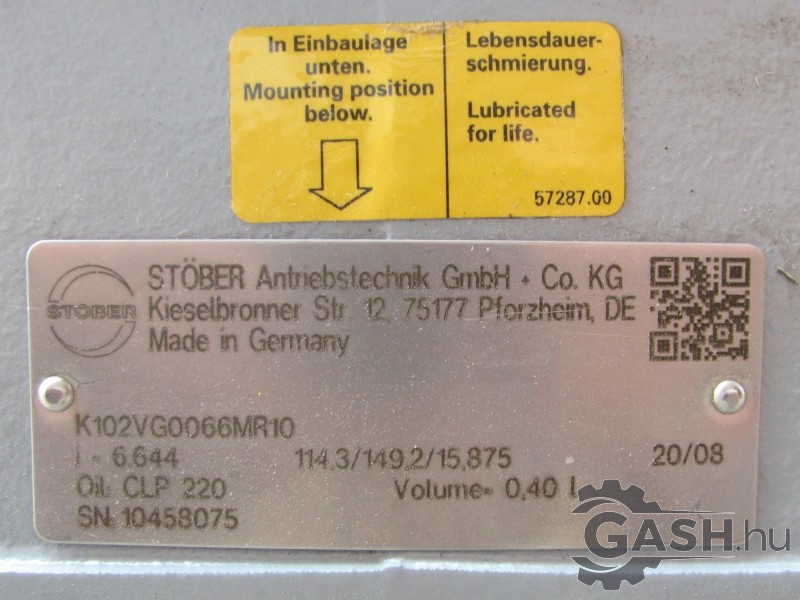 In Einbaulage
unten.
Mounting position
below.
Lebensdauer-
schmierung.
Lubricated
for life.
57287.00
STÖBER
STÖBER Antriebstechnik GmbH + Co. KG
Kieselbronner Str. 12, 75177 Pforzheim, DE
Made in Germany
K102VG0066MR10
i = 6.644 114,3/149,2/15,875 20/08
Oil: CLP 220 Volume= 0,40 l
SN: 10458075
GASH.hu